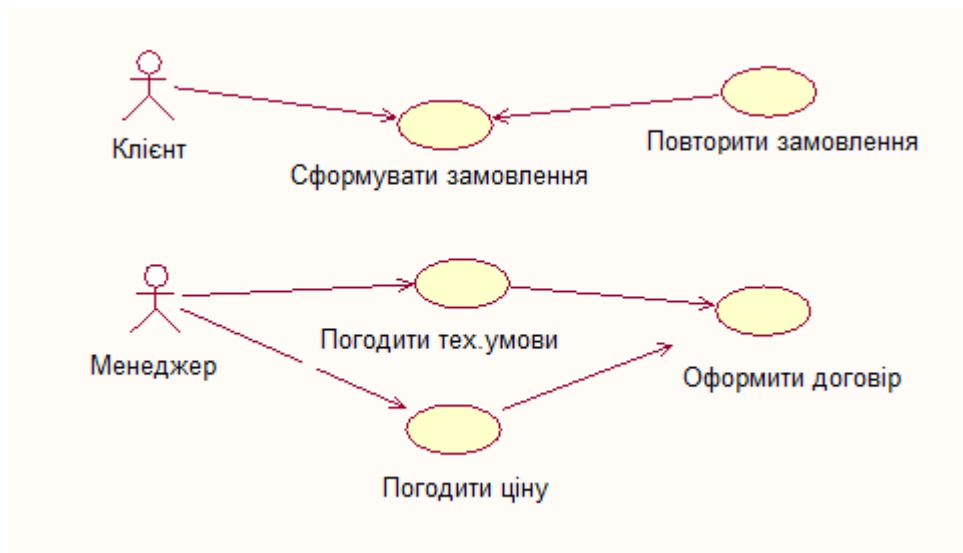 Клієнт
Сформувати замовлення
Повторити замовлення
Менеджер
Погодити тех.умови
Оформити договір
Погодити ціну